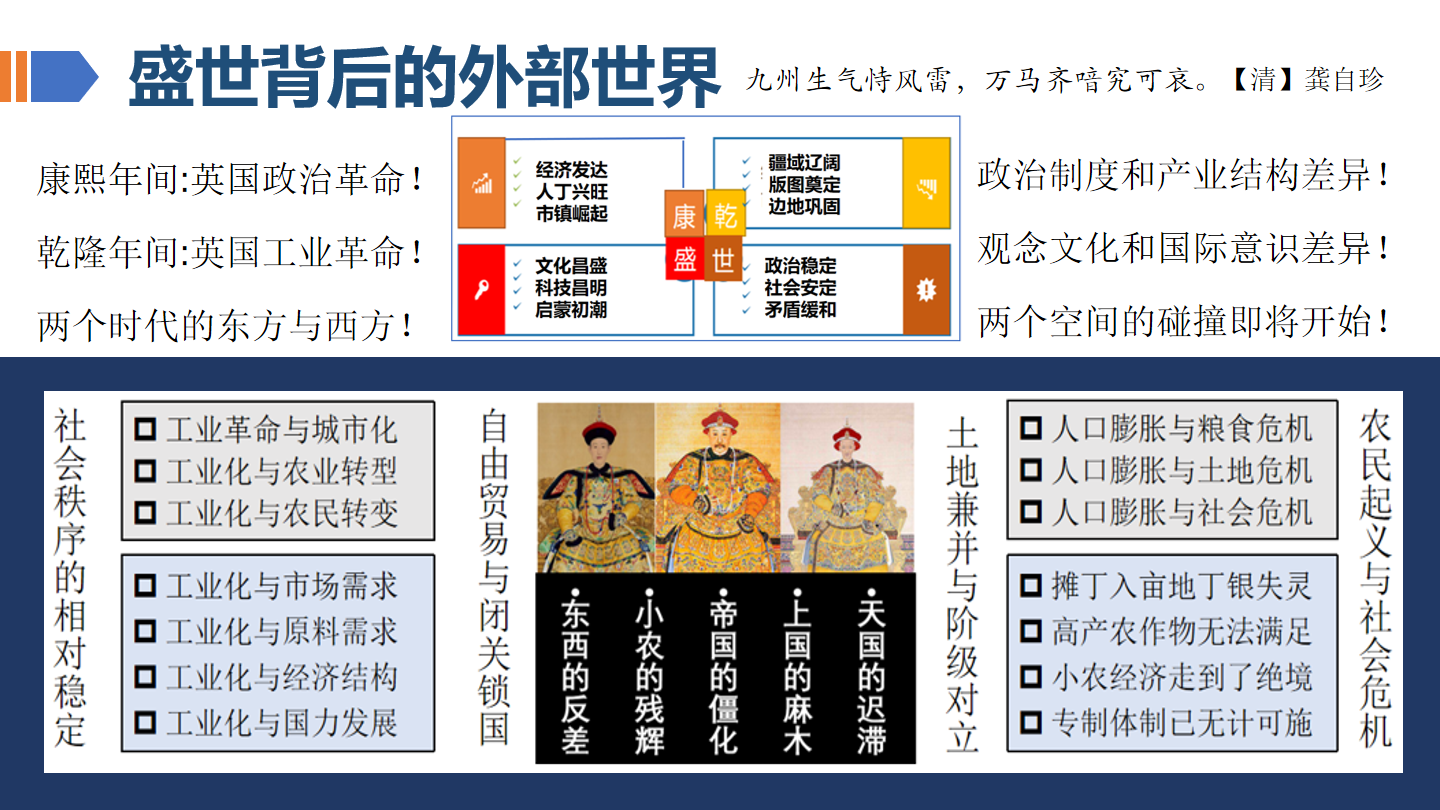 盛世背后的外部世界
九州生气恃风雷，万马齐喑究可哀。【清】龚自珍
康熙年间:英国政治革命！
乾隆年间:英国工业革命！
两个时代的东方与西方！
经济发达
人丁兴旺
市镇崛起
疆域辽阔
版图奠定
边地巩固
康 乾
盛 世
文化昌盛
科技昌明
启蒙初潮
政治稳定
社会安定
矛盾缓和
政治制度和产业结构差异！
观念文化和国际意识差异！
两个空间的碰撞即将开始！
社会秩序的相对稳定
工业革命与城市化
工业化与农业转型
工业化与农民转变
工业化与市场需求
工业化与原料需求
工业化与经济结构
工业化与国力发展
自由贸易与闭关锁国
•东西的反差
•小农的残辉
•帝国的僵化
•上国的麻木
•天国的迟滞
土地兼并与阶级对立
人口膨胀与粮食危机
人口膨胀与土地危机
人口膨胀与社会危机
摊丁入亩地丁银失灵
高产农作物无法满足
小农经济走到了绝境
专制体制已无计可施
农民起义与社会危机